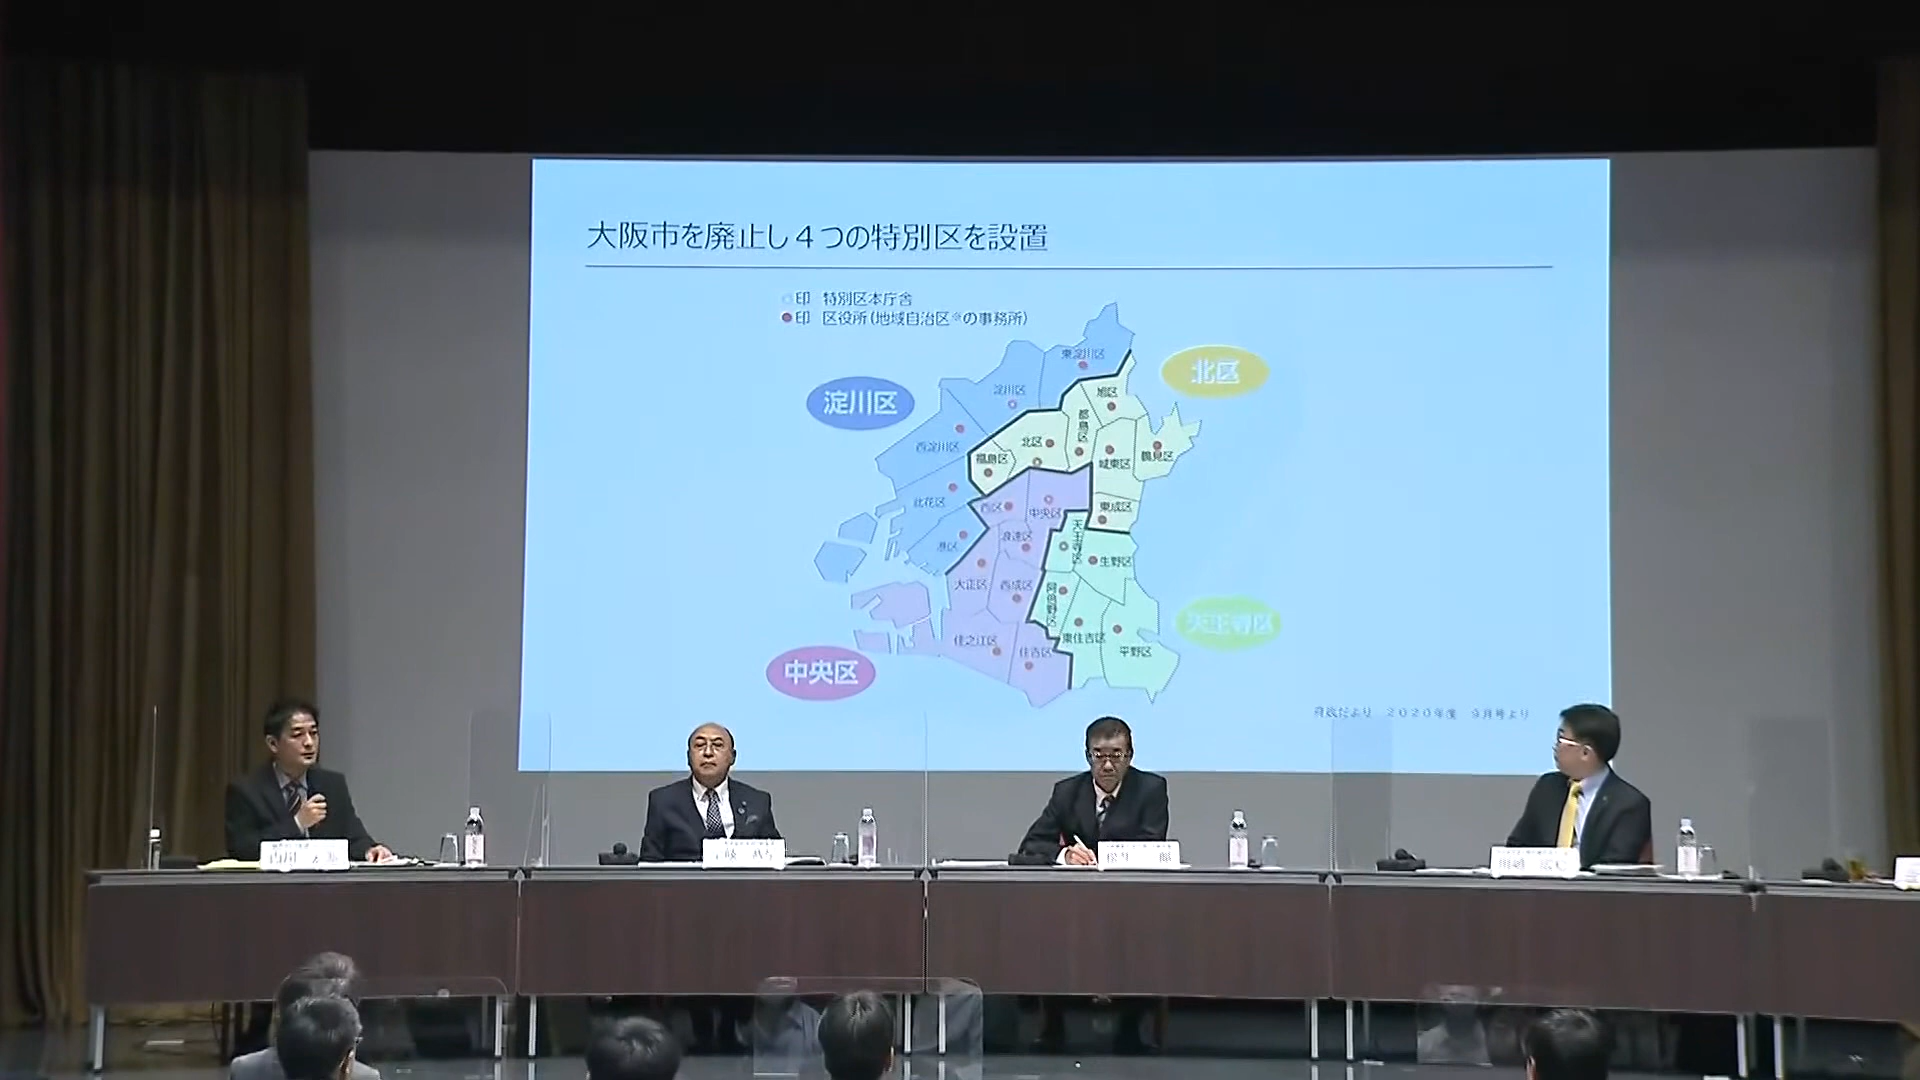 大阪市を廃止し4つの特別区を設置
○印 特別区本庁舎
●印 区役所(地域自治区※の事務所)
東淀川区
北区
淀川区
淀川区
旭区
都島区
西淀川区
北区
福島区
城東区
鶴見区
此花区
西区
中央区
東成区
天王寺区
港区
浪速区
生野区
大正区
西成区
阿倍野区
天王寺区
住之江区
住吉区
東住吉区
平野区
中央区
市政だより 2020年度 9月号より